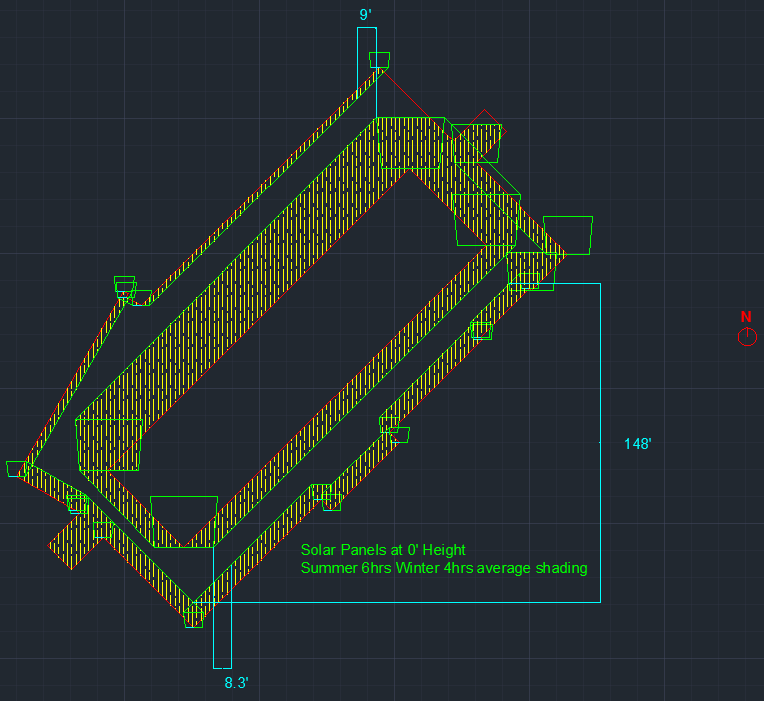 9'
N
148'
Solar Panels at 0' Height
Summer 6hrs Winter 4hrs average shading
8.3'